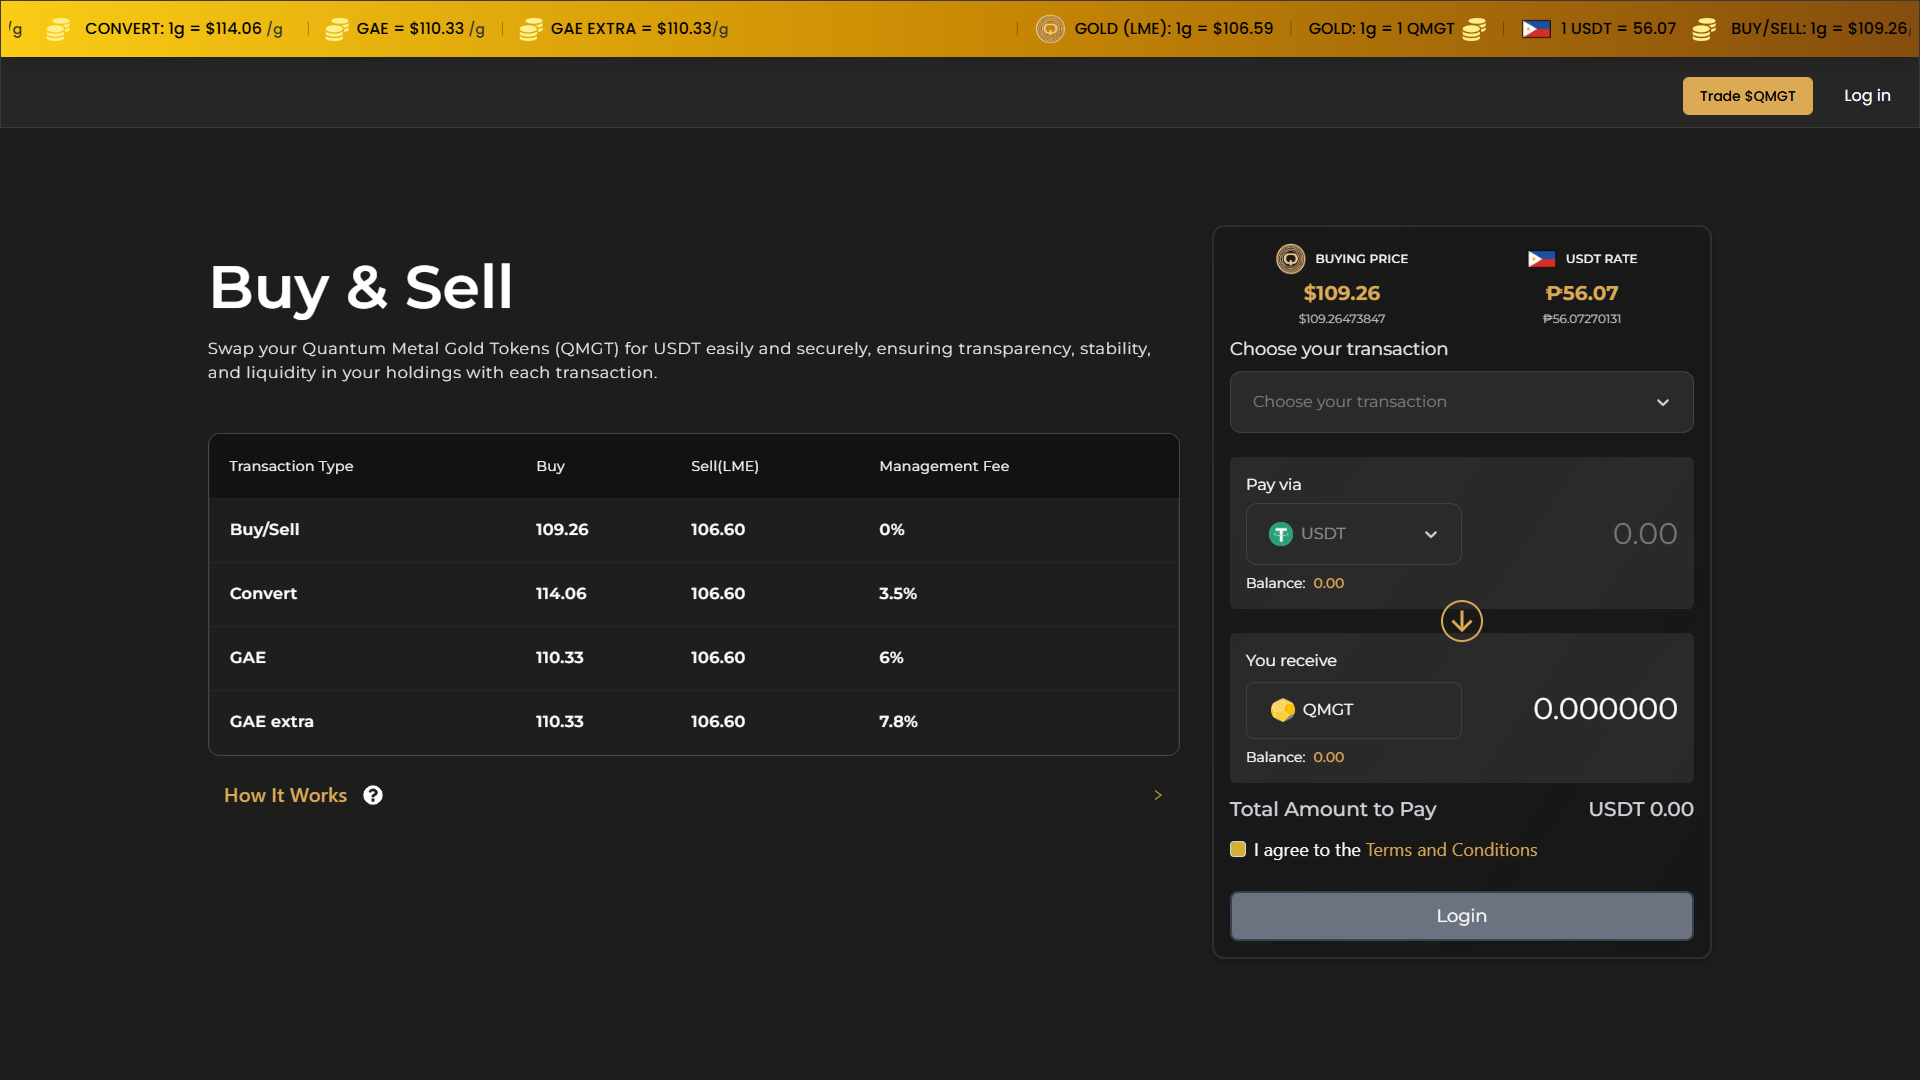 /g CONVERT: 1g = $114.06 /g GAE = $110.33 /g GAE EXTRA = $110.33/g GOLD (LME): 1g = $106.59 GOLD: 1g = 1 QMGT 1 USDT = 56.07 BUY/SELL: 1g = $109.26/
Trade $QMGT Log in
Buy & Sell
Swap your Quantum Metal Gold Tokens (QMGT) for USDT easily and securely, ensuring transparency, stability,
and liquidity in your holdings with each transaction.
Transaction Type Buy Sell(LME) Management Fee
Buy/Sell 109.26 106.60 0%
Convert 114.06 106.60 3.5%
GAE 110.33 106.60 6%
GAE extra 110.33 106.60 7.8%
How It Works ?
BUYING PRICE USDT RATE
$109.26 ₱56.07
$109.26473847 ₱56.07270131
Choose your transaction
Choose your transaction
Pay via
USDT 0.00
Balance: 0.00
You receive
QMGT 0.000000
Balance: 0.00
Total Amount to Pay USDT 0.00
I agree to the Terms and Conditions
Login